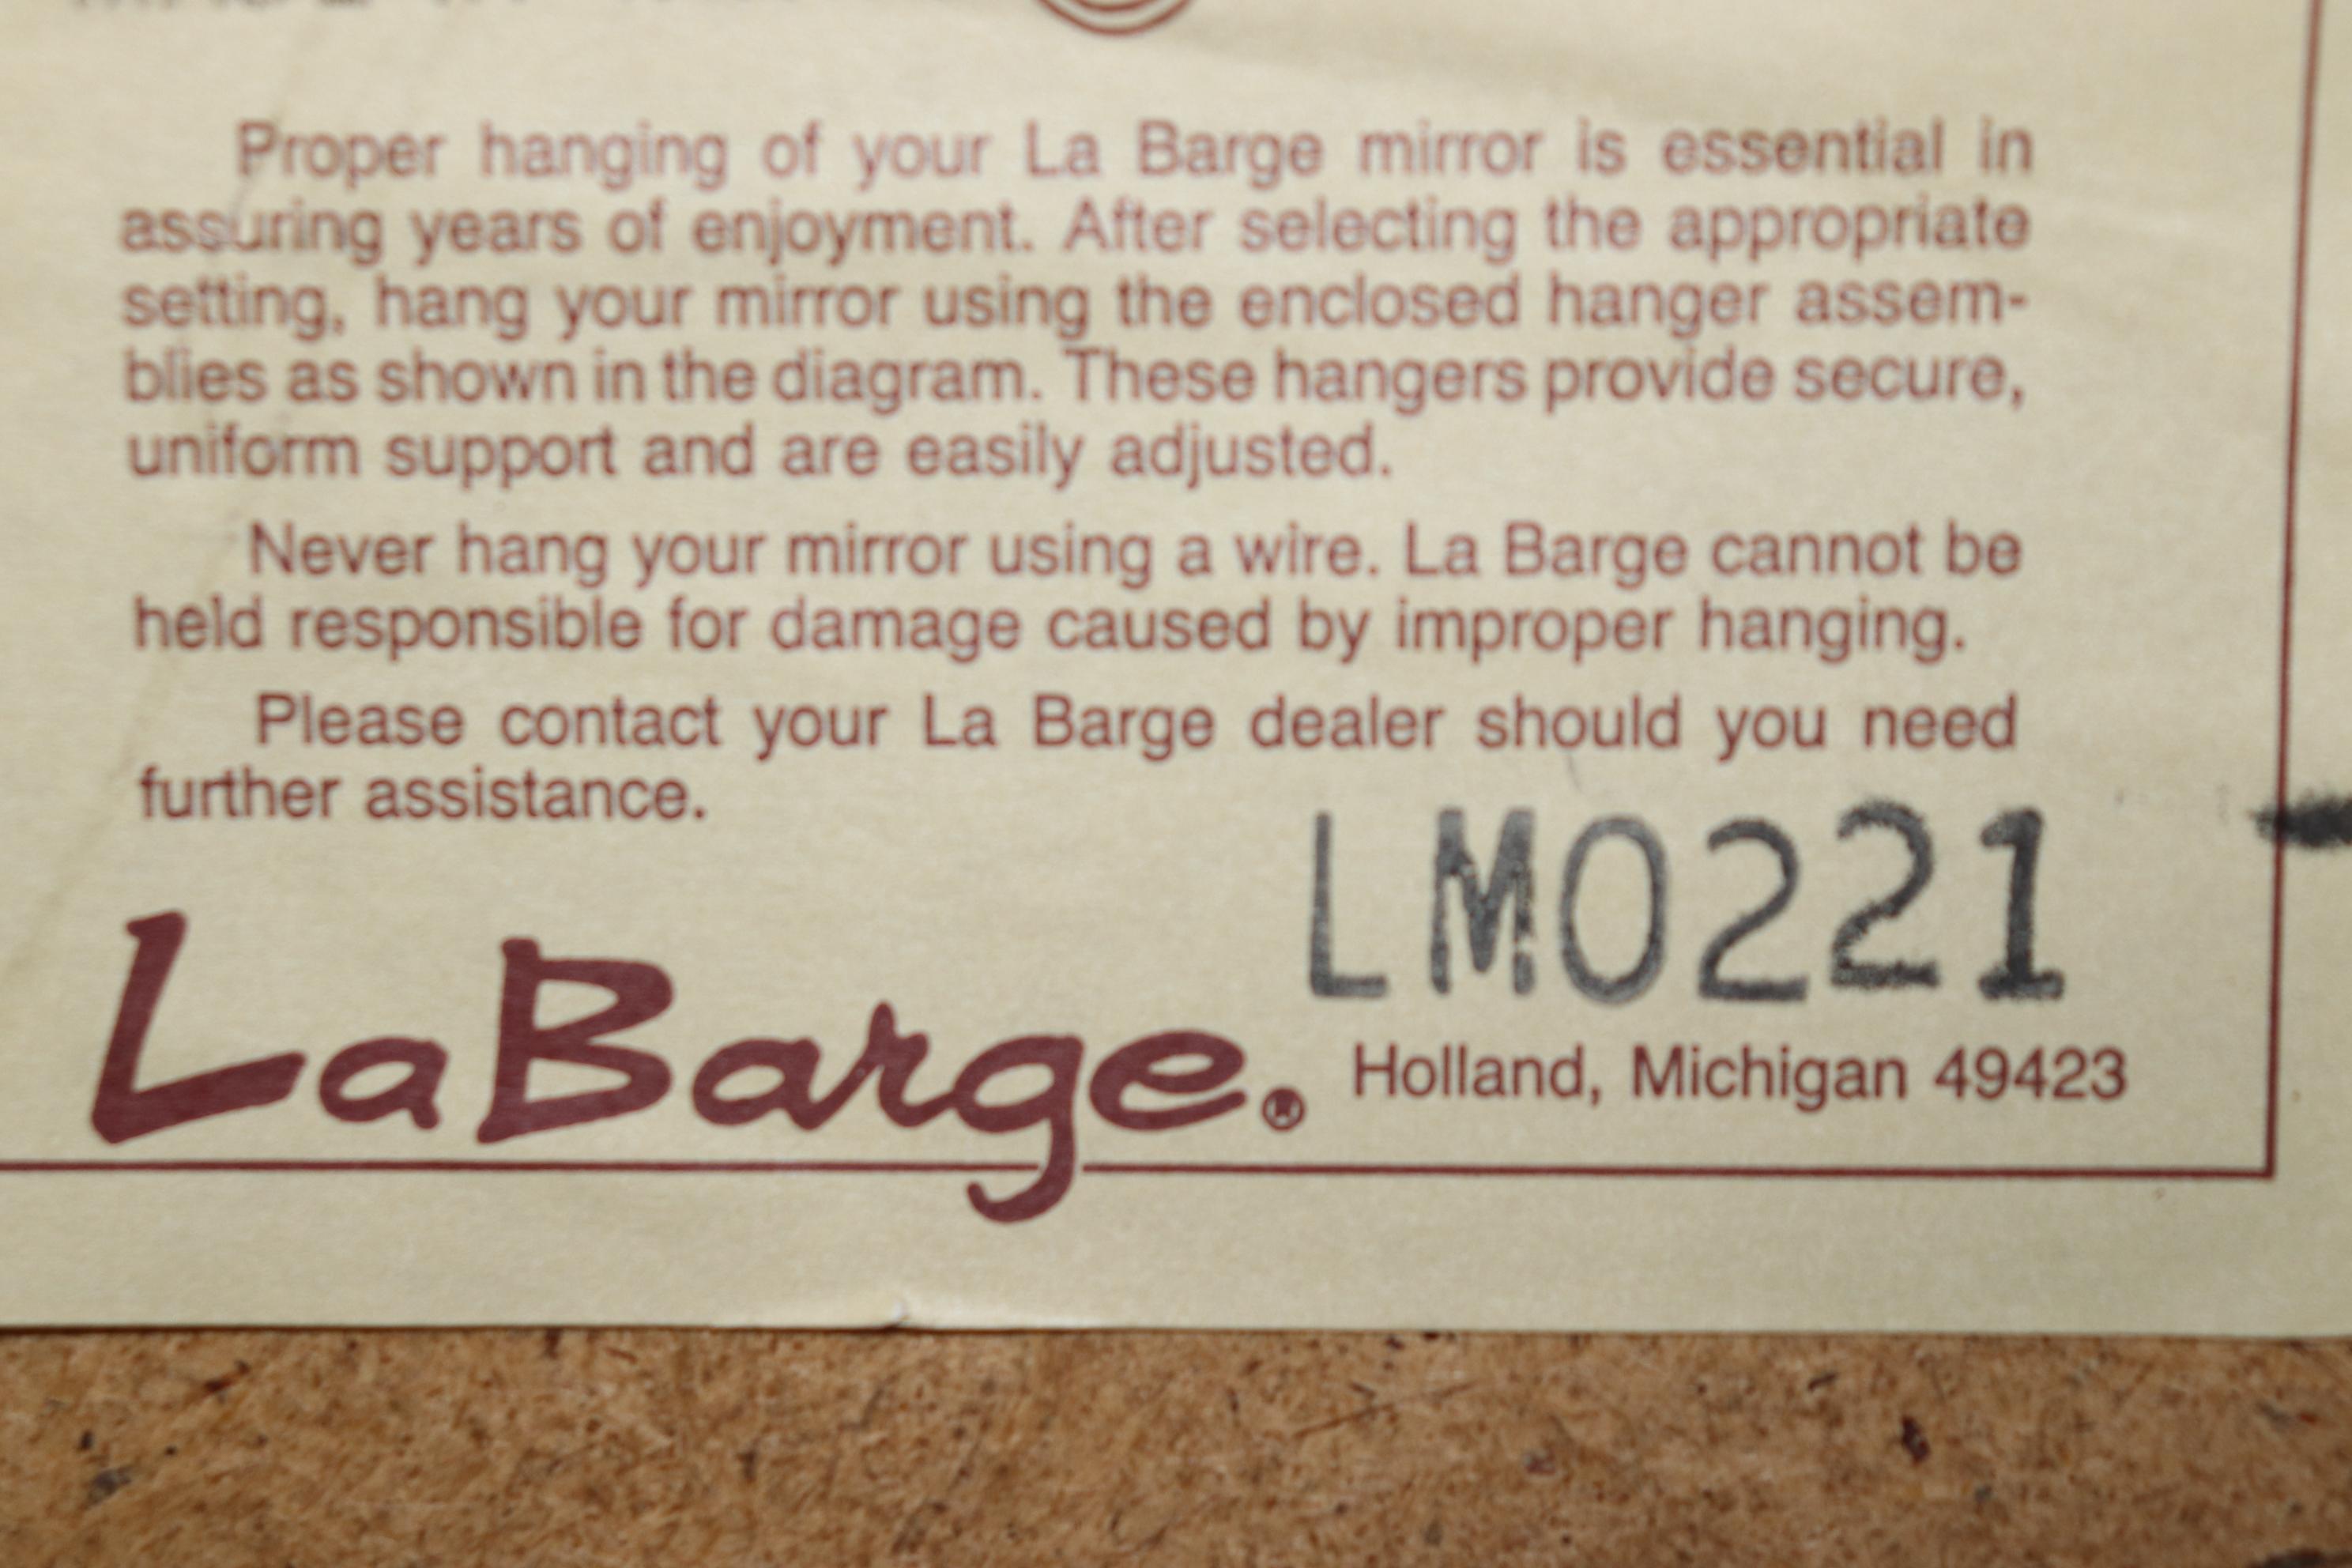 Proper hanging of your La Barge mirror is essential in
assuring years of enjoyment. After selecting the appropriate
setting, hang your mirror using the enclosed hanger assem-
blies as shown in the diagram. These hangers provide secure,
uniform support and are easily adjusted.
Never hang your mirror using a wire. La Barge cannot be
held responsible for damage caused by improper hanging.
Please contact your La Barge dealer should you need
further assistance.
LM0221
LaBarge®
Holland, Michigan 49423